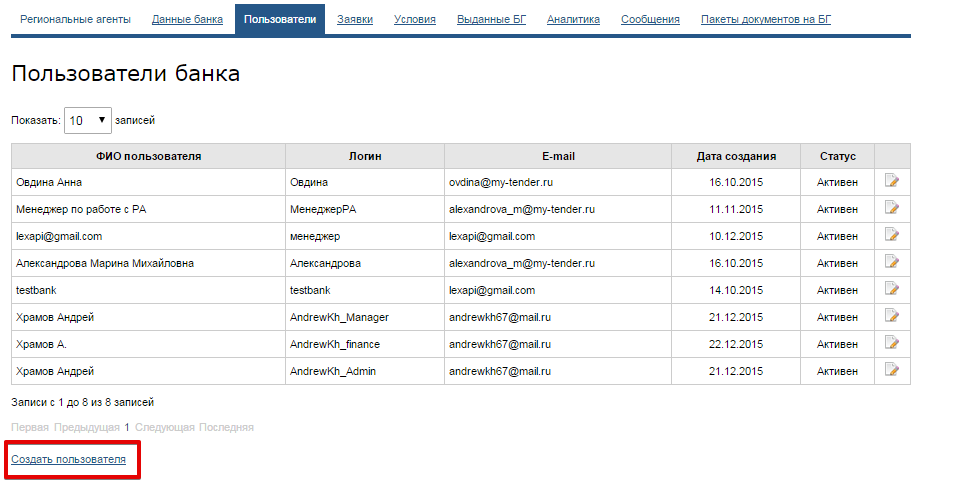 Региональные агенты Данные банка Пользователи Заявки Условия Выданные БГ Аналитика Сообщения Пакеты документов на БГ
Пользователи банка
Показать: 10 записей
ФИО пользователя Логин E-mail Дата создания Статус
Овдина Анна Овдина ovdina@my-tender.ru 16.10.2015 Активен
Менеджер по работе с РА МенеджерРА alexandrova_m@my-tender.ru 11.11.2015 Активен
lexapi@gmail.com менеджер lexapi@gmail.com 10.12.2015 Активен
Александрова Марина Михайловна Александрова alexandrova_m@my-tender.ru 16.10.2015 Активен
testbank testbank lexapi@gmail.com 14.10.2015 Активен
Храмов Андрей AndrewKh_Manager andrewkh67@mail.ru 21.12.2015 Активен
Храмов А. AndrewKh_finance andrewkh67@mail.ru 22.12.2015 Активен
Храмов Андрей AndrewKh_Admin andrewkh67@mail.ru 21.12.2015 Активен
Записи с 1 до 8 из 8 записей
Первая Предыдущая 1 Следующая Последняя
Создать пользователя